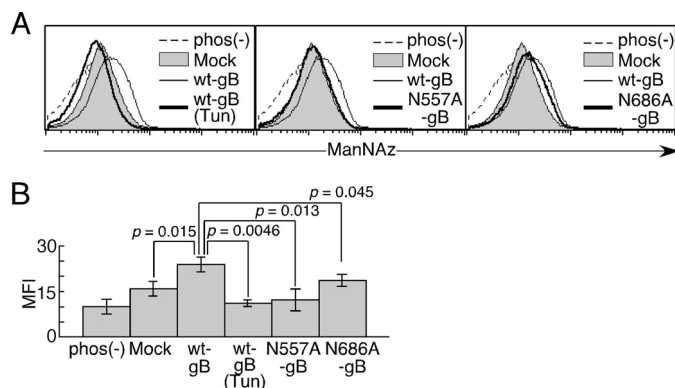 A
phos(-)
Mock
wt-gB
wt-gB
(Tun)
phos(-)
Mock
wt-gB
N557A
-gB
phos(-)
Mock
wt-gB
N686A
-gB
ManNAz
B
p = 0.045
p = 0.013
p = 0.015
p = 0.0046
30
15
0
MFI
phos(-)
Mock
wt-
gB
wt-
gB
(Tun)
N557A
-gB
N686A
-gB